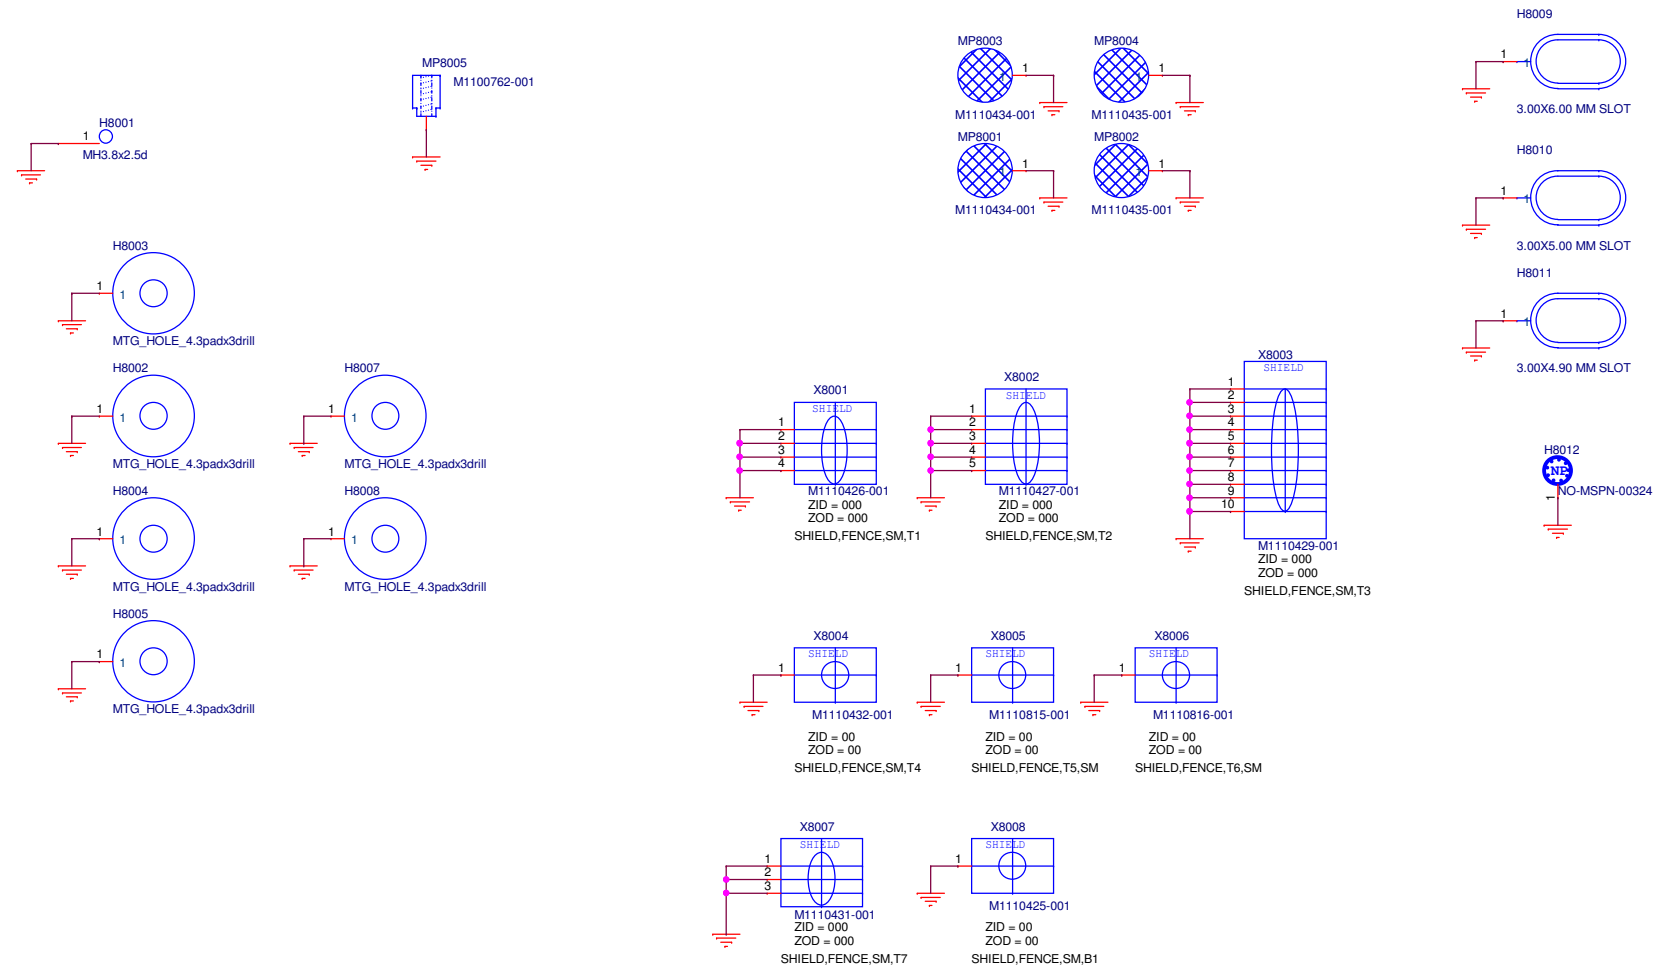 H8001
1
MH3.8x2.5d
MP8005
M1100762-001
MP8003
1
1
M1110434-001
MP8004
1
1
M1110435-001
MP8001
1
1
M1110434-001
MP8002
1
1
M1110435-001
H8009
1
1
3.00X6.00 MM SLOT
H8010
1
1
3.00X5.00 MM SLOT
H8011
1
1
3.00X4.90 MM SLOT
H8003
1
1
MTG_HOLE_4.3padx3drill
H8002
1
1
MTG_HOLE_4.3padx3drill
H8007
1
1
MTG_HOLE_4.3padx3drill
H8004
1
1
MTG_HOLE_4.3padx3drill
H8008
1
1
MTG_HOLE_4.3padx3drill
H8005
1
1
MTG_HOLE_4.3padx3drill
X8001
SHIELD
1
2
3
4
M1110426-001
ZID = 000
ZOD = 000
SHIELD,FENCE,SM,T1
X8002
SHIELD
1
2
3
4
5
M1110427-001
ZID = 000
ZOD = 000
SHIELD,FENCE,SM,T2
X8003
SHIELD
1
2
3
4
5
6
7
8
9
10
M1110429-001
ZID = 000
ZOD = 000
SHIELD,FENCE,SM,T3
H8012
NP
1
NO-MSPN-00324
X8004
SHIELD
1
M1110432-001
ZID = 00
ZOD = 00
SHIELD,FENCE,SM,T4
X8005
SHIELD
1
M1110815-001
ZID = 00
ZOD = 00
SHIELD,FENCE,T5,SM
X8006
SHIELD
1
M1110816-001
ZID = 00
ZOD = 00
SHIELD,FENCE,T6,SM
X8007
SHIELD
1
2
3
M1110431-001
ZID = 000
ZOD = 000
SHIELD,FENCE,SM,T7
X8008
SHIELD
1
M1110425-001
ZID = 00
ZOD = 00
SHIELD,FENCE,SM,B1